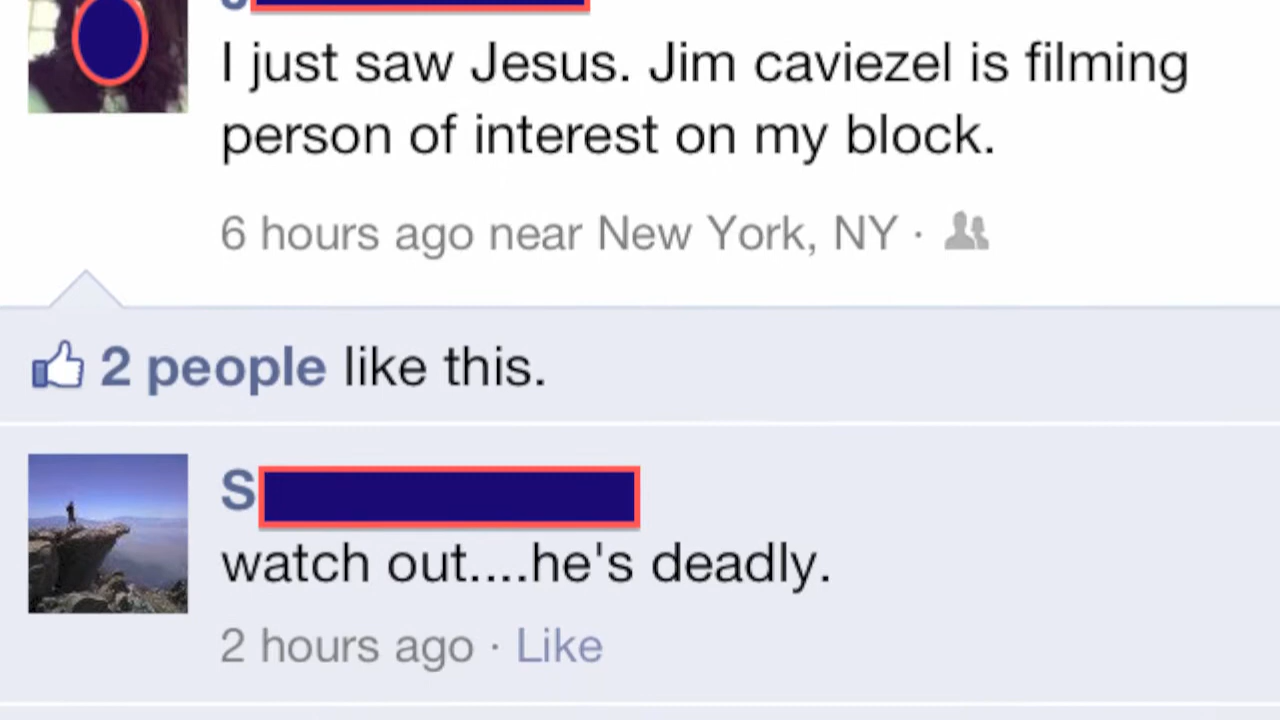 I just saw Jesus. Jim caviezel is filming
person of interest on my block.
6 hours ago near New York, NY ·
2 people like this.
S
watch out....he's deadly.
2 hours ago · Like